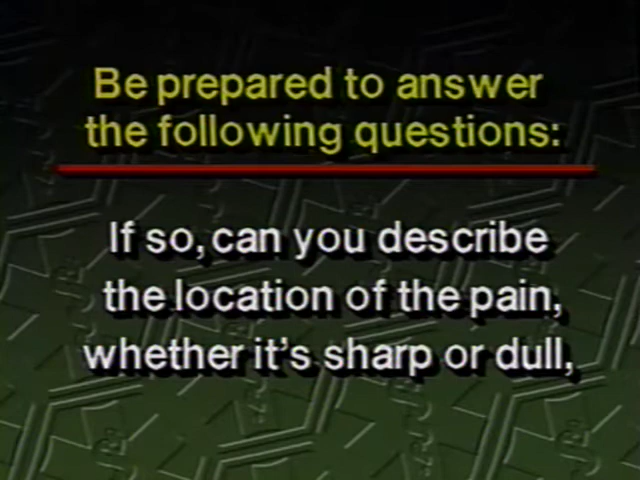 Be prepared to answer
the following questions:
If so, can you describe
the location of the pain,
whether it's sharp or dull,